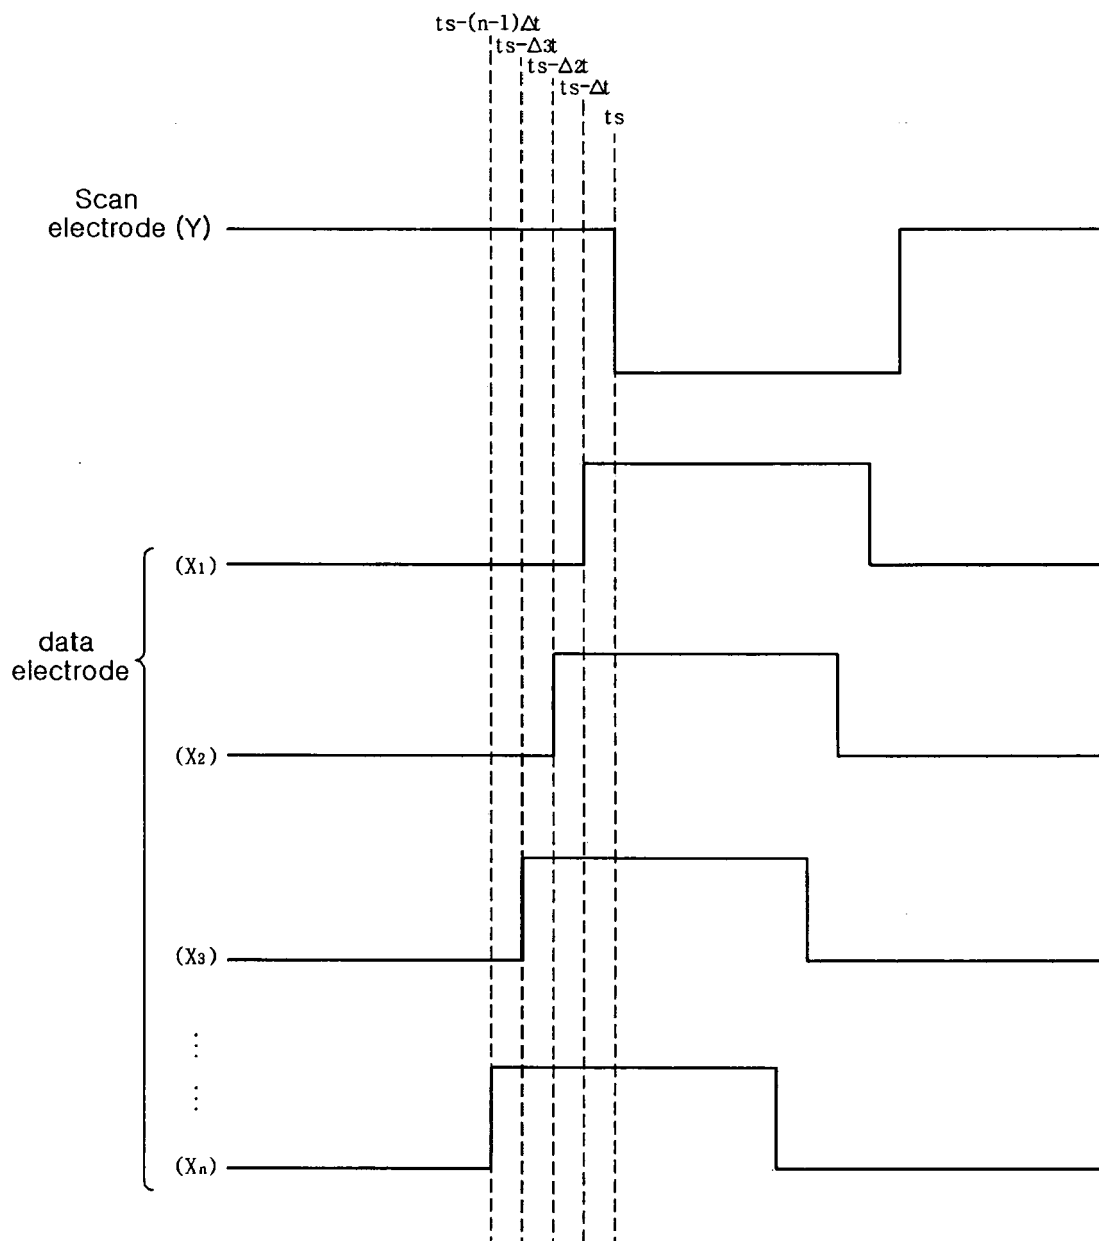 ts-(n-1)Δt
ts-Δ3t
ts-Δ2t
ts-Δt
ts
Scan
electrode (Y)
(X1)
data
electrode
(X2)
(X3)
(Xn)